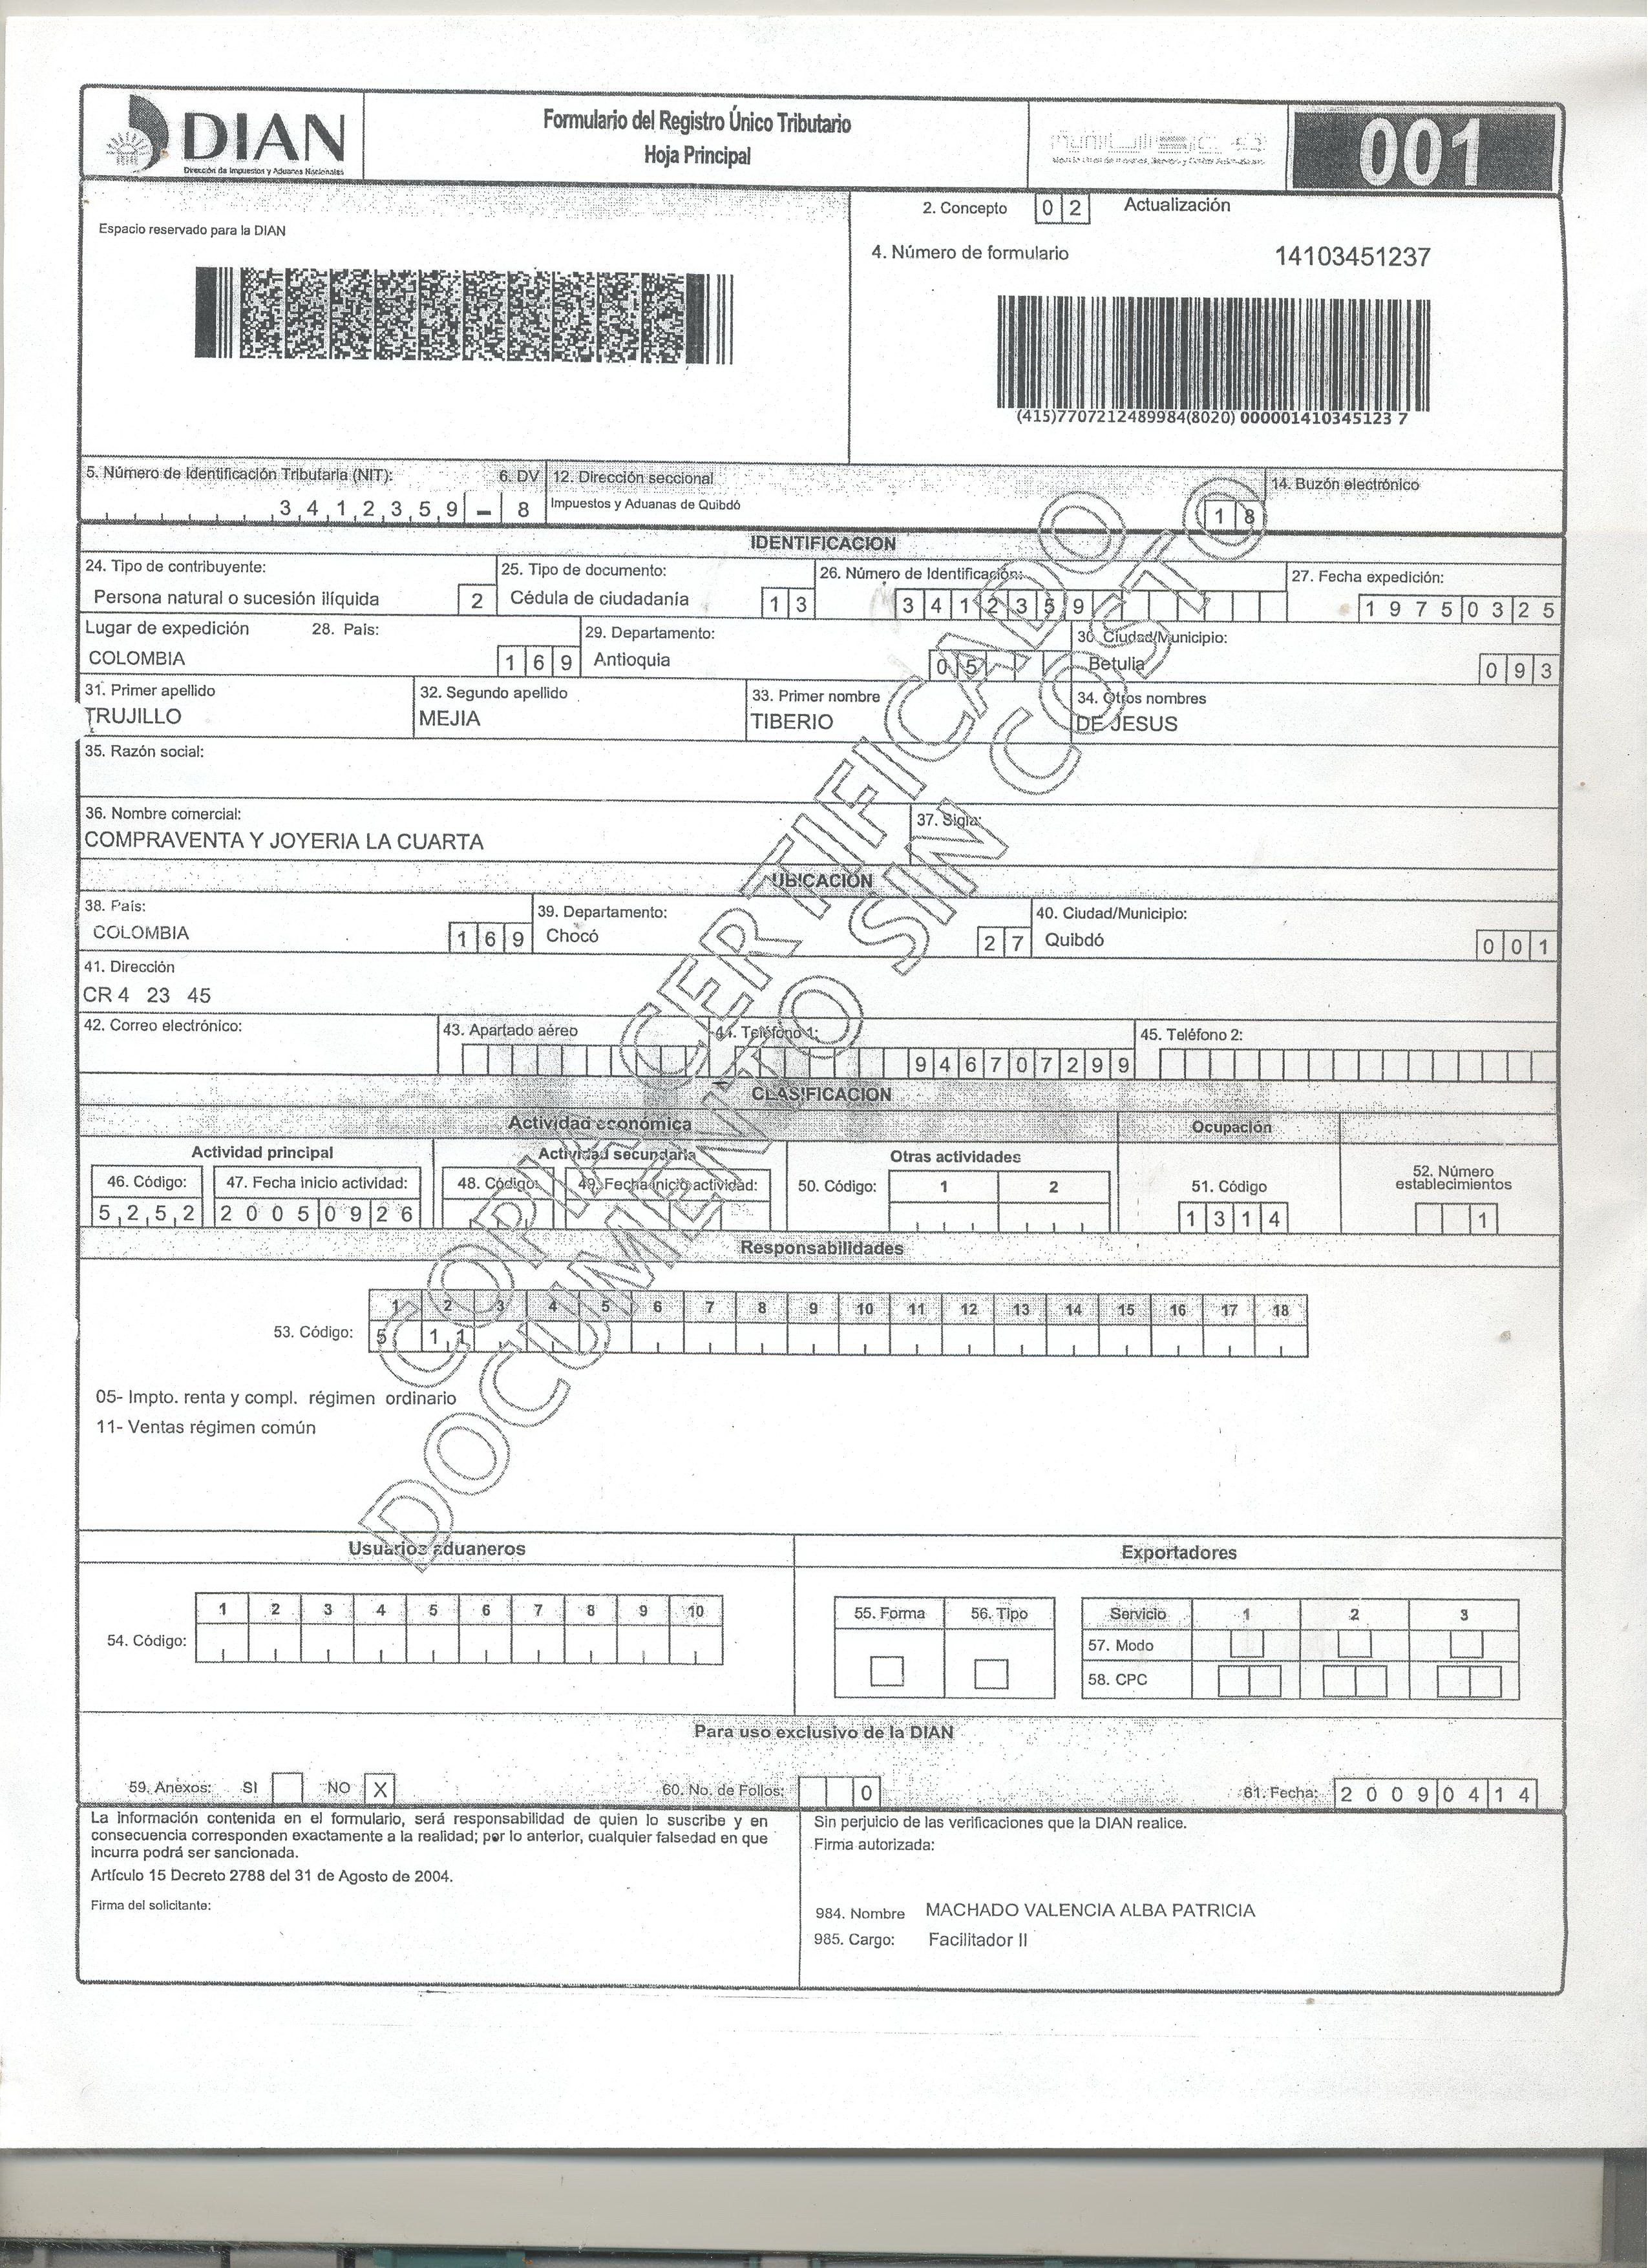 DIAN
Dirección de Impuestos y Aduanas Nacionales
Formulario del Registro Único Tributario
Hoja Principal
001
2. Concepto 0 2 Actualización
Espacio reservado para la DIAN
4. Número de formulario 14103451237
(415)7707212489984(8020) 000001410345123 7
5. Número de Identificación Tributaria (NIT): 6. DV 12. Dirección seccional 14. Buzón electrónico
3 4 1 2 3 5 9 - 8 Impuestos y Aduanas de Quibdó 1 8
IDENTIFICACION
24. Tipo de contribuyente: 25. Tipo de documento: 26. Número de Identificación: 27. Fecha expedición:
Persona natural o sucesión ilíquida 2 Cédula de ciudadanía 1 3 3 4 1 2 3 5 9 1 9 7 5 0 3 2 5
Lugar de expedición 28. País: 29. Departamento: 30. Ciudad/Municipio:
COLOMBIA 1 6 9 Antioquia 0 5 Betulia 0 9 3
31. Primer apellido 32. Segundo apellido 33. Primer nombre 34. Otros nombres
TRUJILLO MEJIA TIBERIO DE JESUS
35. Razón social:
36. Nombre comercial: 37. Sigla:
COMPRAVENTA Y JOYERIA LA CUARTA
UBICACIÓN
38. País: 39. Departamento: 40. Ciudad/Municipio:
COLOMBIA 1 6 9 Chocó 2 7 Quibdó 0 0 1
41. Dirección
CR 4 23 45
42. Correo electrónico: 43. Apartado aéreo 44. Teléfono 1: 45. Teléfono 2:
9 4 6 7 0 7 2 9 9
CLASIFICACION
Actividad económica Ocupación
Actividad principal Actividad secundaria Otras actividades 52. Número establecimientos
46. Código: 47. Fecha inicio actividad: 48. Código: 49. Fecha inicio actividad: 50. Código: 1 2 51. Código
5 2 5 2 2 0 0 5 0 9 2 6 1 3 1 4 1
Responsabilidades
1 2 3 4 5 6 7 8 9 10 11 12 13 14 15 16 17 18
53. Código: 5 1 1
05- Impto. renta y compl. régimen ordinario
11- Ventas régimen común
COPIA CERTIFICADO
DOCUMENTO SIN COSTO
Usuarios aduaneros Exportadores
1 2 3 4 5 6 7 8 9 10
54. Código:
55. Forma 56. Tipo Servicio 1 2 3
57. Modo
58. CPC
Para uso exclusivo de la DIAN
59. Anexos: SI NO X 60. No. de Folios: 0 61. Fecha: 2 0 0 9 0 4 1 4
La información contenida en el formulario, será responsabilidad de quien lo suscribe y en
consecuencia corresponden exactamente a la realidad; por lo anterior, cualquier falsedad en que
incurra podrá ser sancionada.
Artículo 15 Decreto 2788 del 31 de Agosto de 2004.
Firma del solicitante:
Sin perjuicio de las verificaciones que la DIAN realice.
Firma autorizada:
984. Nombre MACHADO VALENCIA ALBA PATRICIA
985. Cargo: Facilitador II